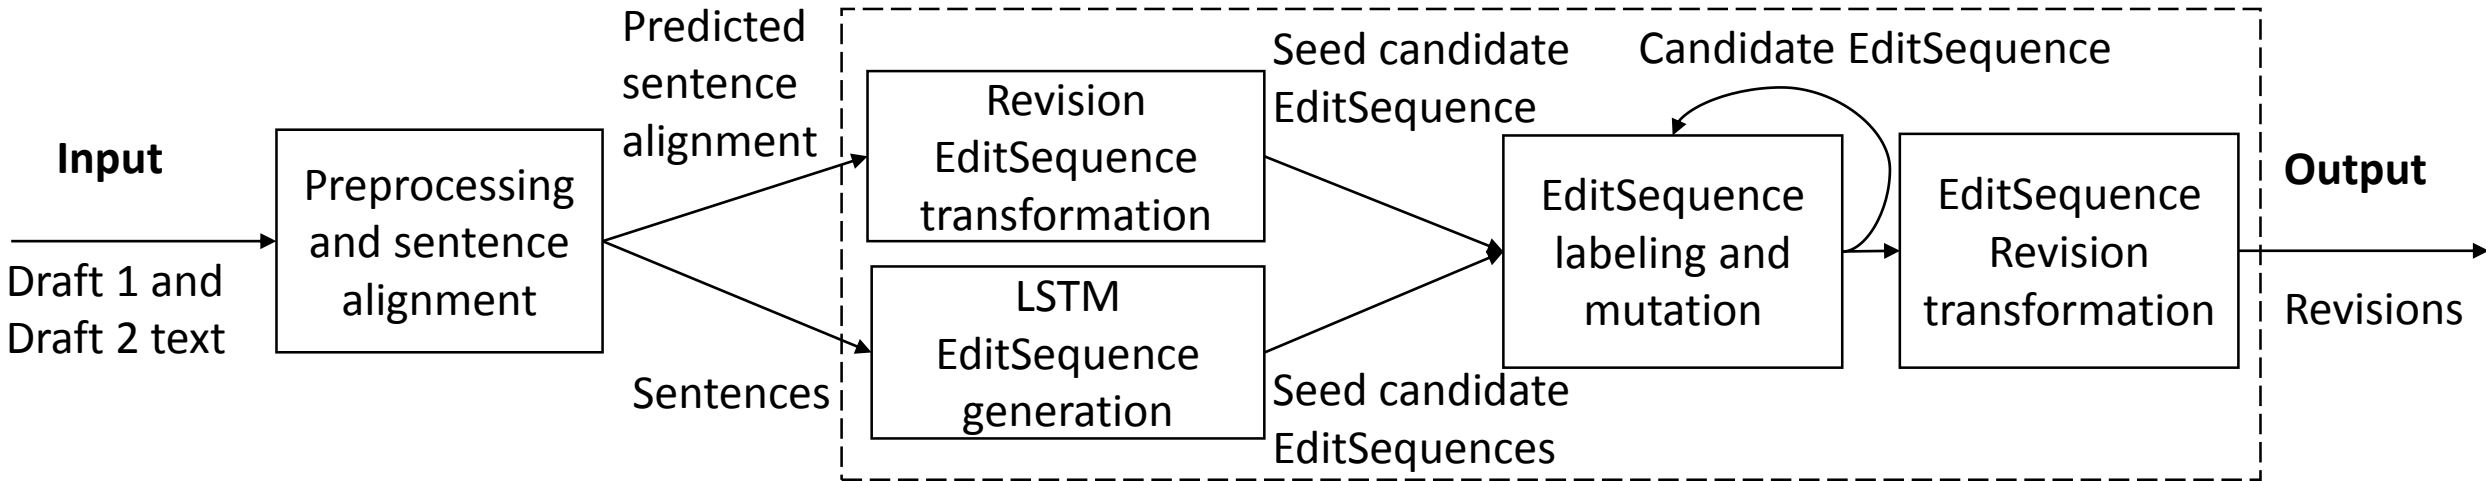 Input
Draft 1 and
Draft 2 text
Preprocessing
and sentence
alignment
Predicted
sentence
alignment
Sentences
Revision
EditSequence
transformation
LSTM
EditSequence
generation
Seed candidate
EditSequence
Seed candidate
EditSequences
Candidate EditSequence
EditSequence
labeling and
mutation
EditSequence
Revision
transformation
Output
Revisions